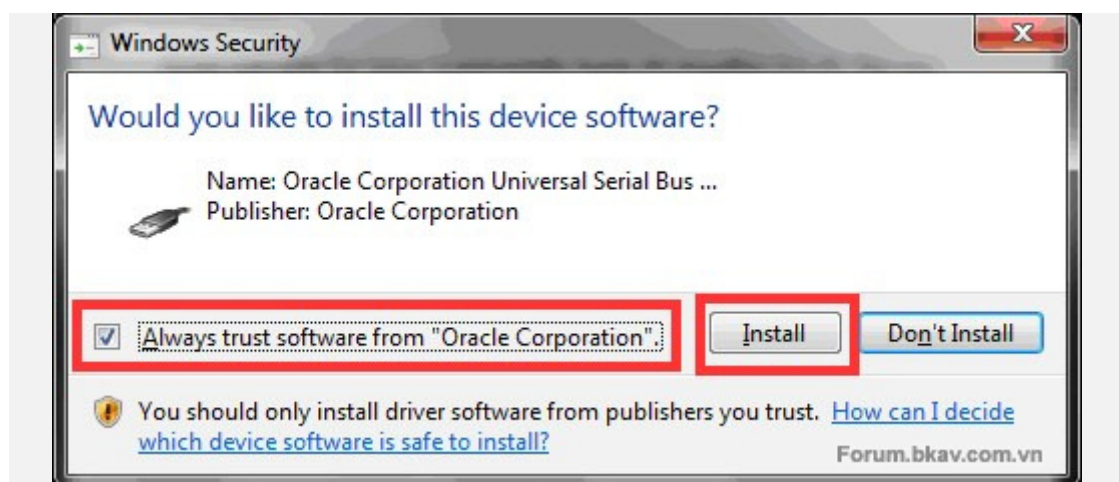 Windows Security
Would you like to install this device software?
Name: Oracle Corporation Universal Serial Bus ...
Publisher: Oracle Corporation
Always trust software from "Oracle Corporation".
Install
Don't Install
You should only install driver software from publishers you trust. How can I decide
which device software is safe to install?
Forum.bkav.com.vn